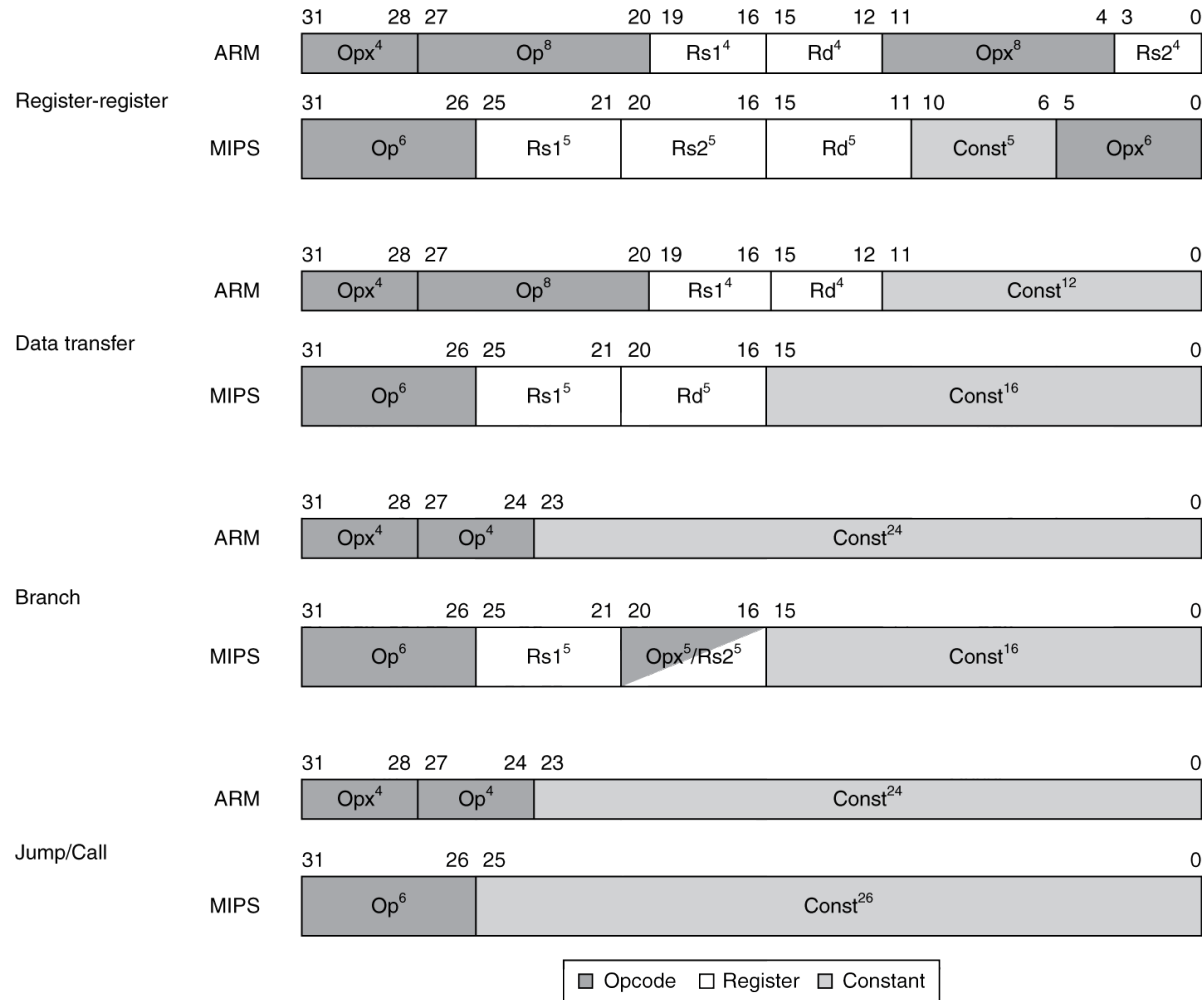 31 28 27 20 19 16 15 12 11 4 3 0
ARM Opx⁴ Op⁸ Rs1⁴ Rd⁴ Opx⁸ Rs2⁴
Register-register
31 26 25 21 20 16 15 11 10 6 5 0
MIPS Op⁶ Rs1⁵ Rs2⁵ Rd⁵ Const⁵ Opx⁶
31 28 27 20 19 16 15 12 11 0
ARM Opx⁴ Op⁸ Rs1⁴ Rd⁴ Const¹²
Data transfer
31 26 25 21 20 16 15 0
MIPS Op⁶ Rs1⁵ Rd⁵ Const¹⁶
31 28 27 24 23 0
ARM Opx⁴ Op⁴ Const²⁴
Branch
31 26 25 21 20 16 15 0
MIPS Op⁶ Rs1⁵ Opx⁵/Rs2⁵ Const¹⁶
31 28 27 24 23 0
ARM Opx⁴ Op⁴ Const²⁴
Jump/Call
31 26 25 0
MIPS Op⁶ Const²⁶
Opcode Register Constant